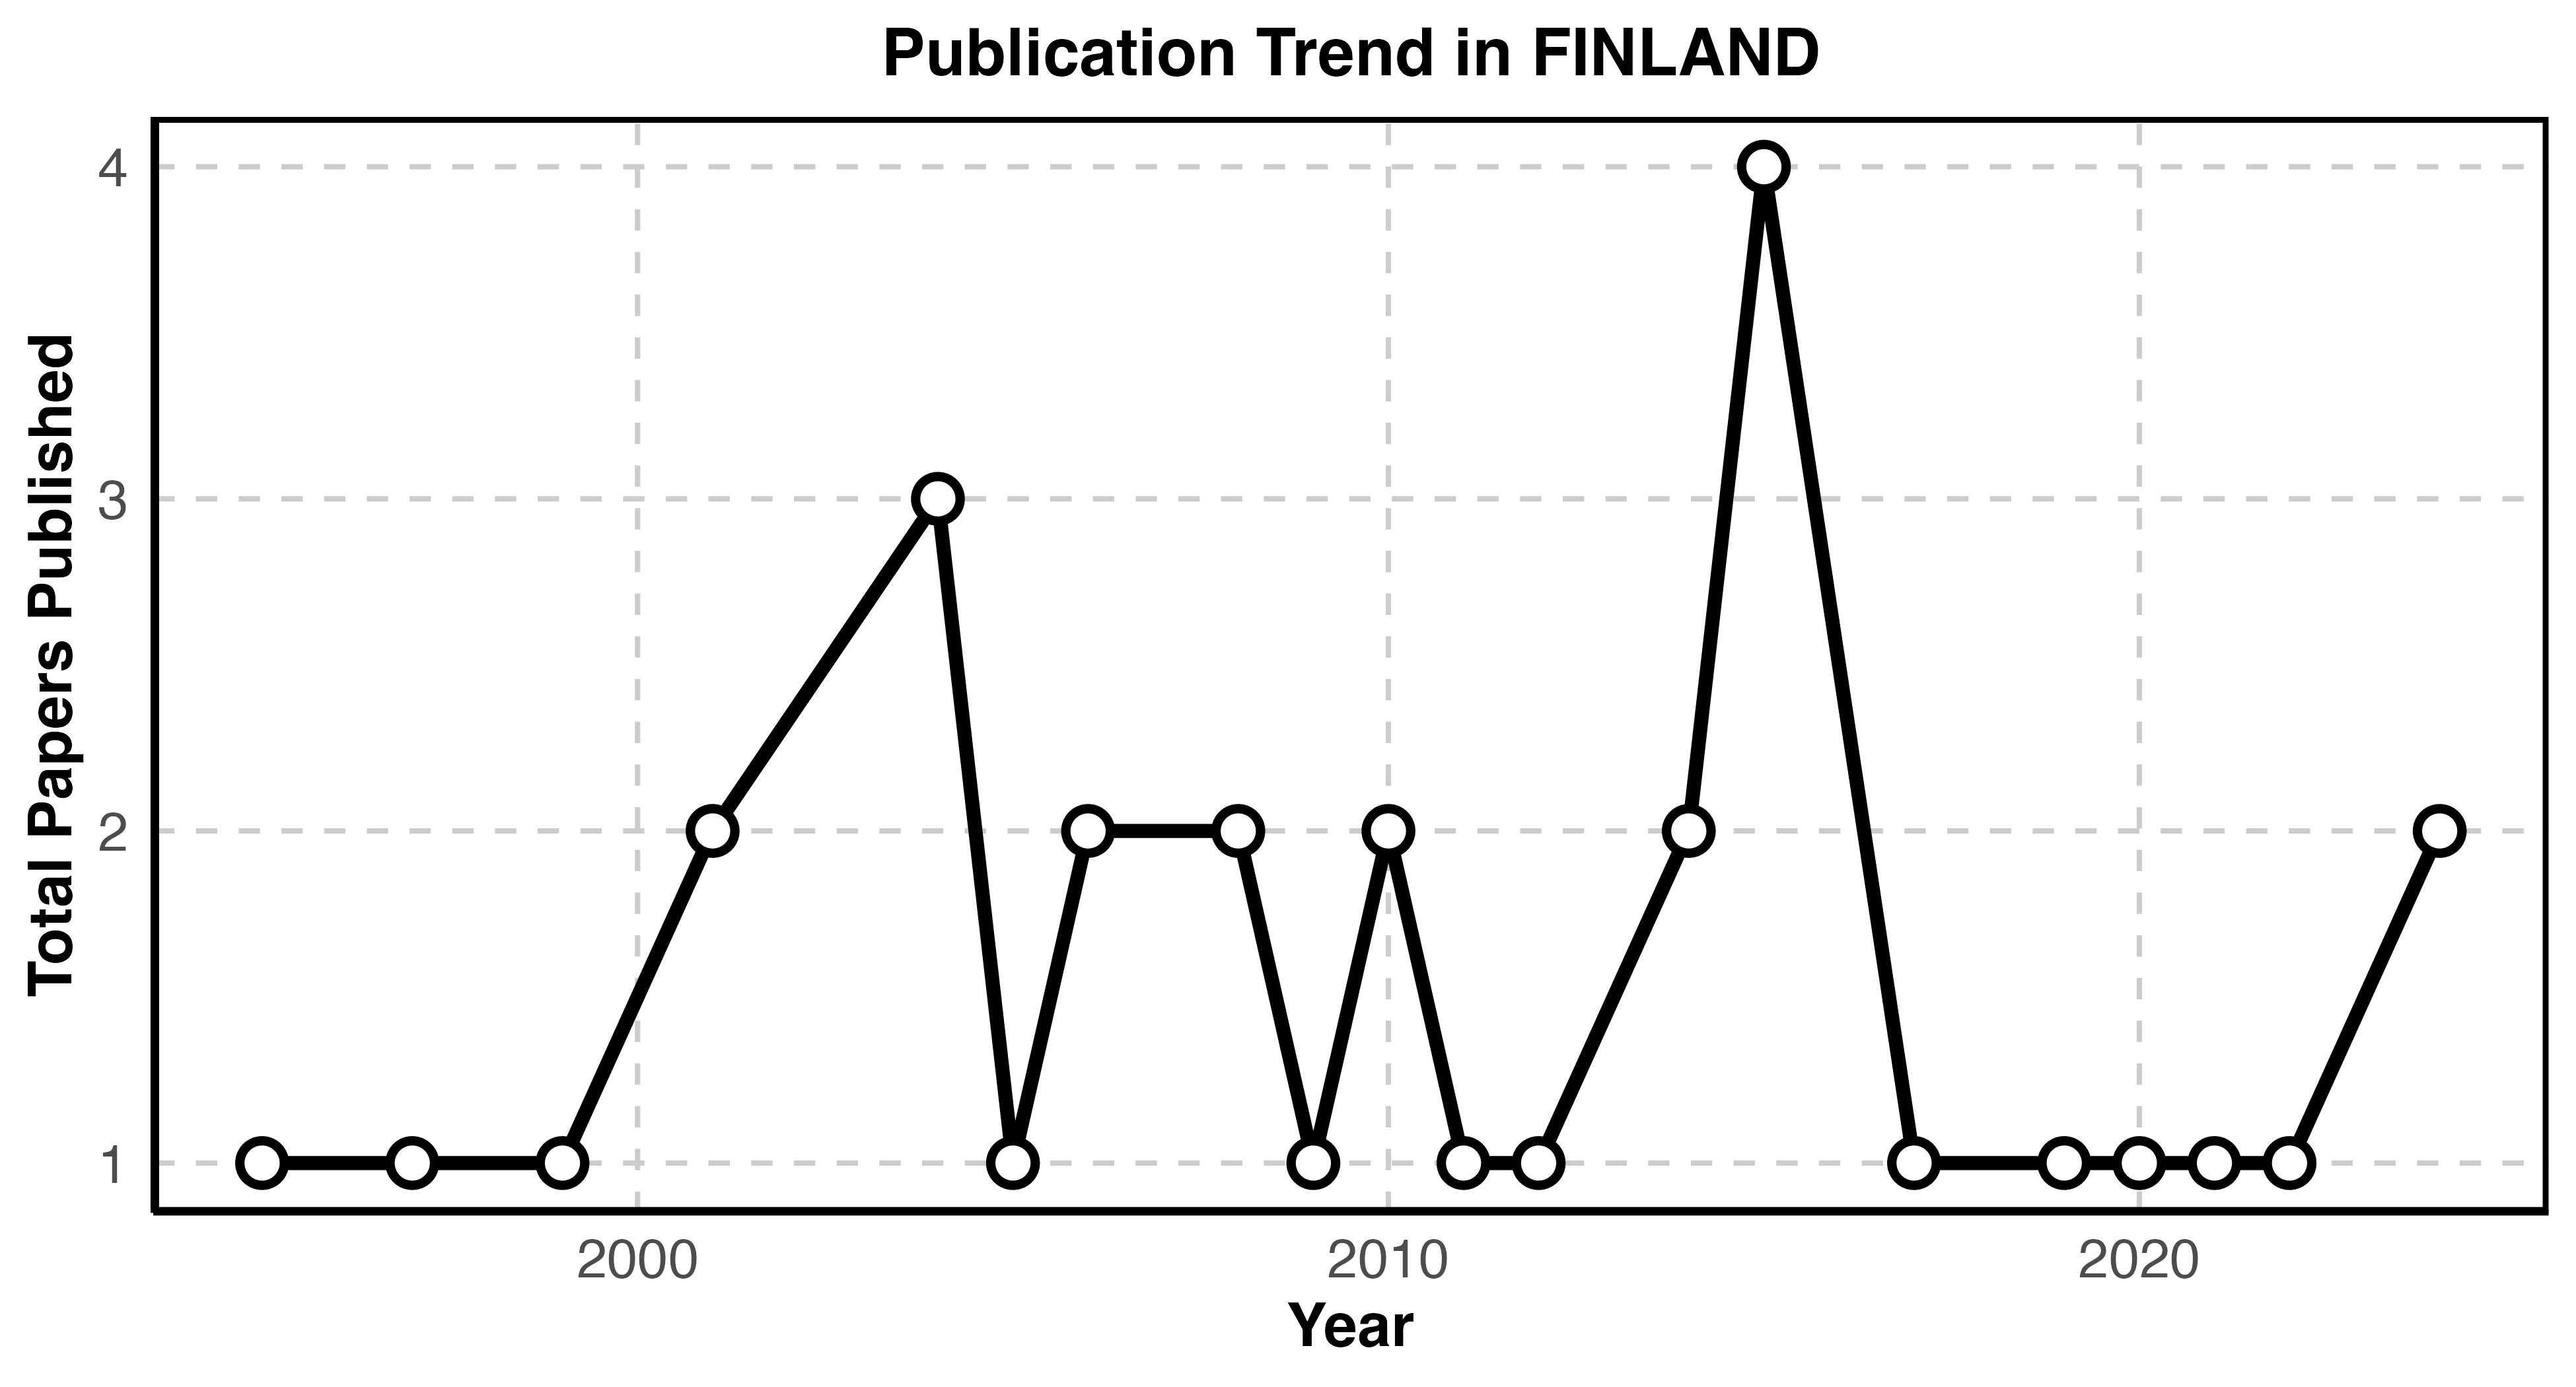 Publication Trend in FINLAND
Total Papers Published
4
3
2
1
2000 2010 2020
Year